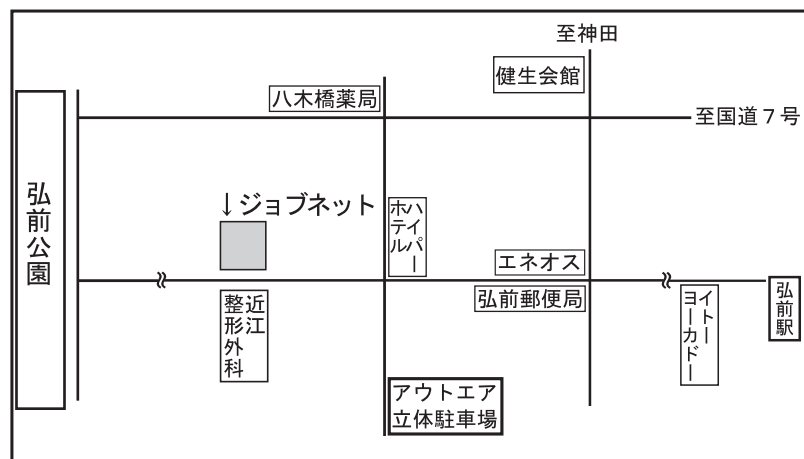 至神田
健生会館
八木橋薬局
至国道7号
弘前公園
↓ジョブネット
ハイパー
ホテル
エネオス
弘前郵便局
近江
整形外科
イトー
ヨーカドー
弘前駅
アウトエア
立体駐車場